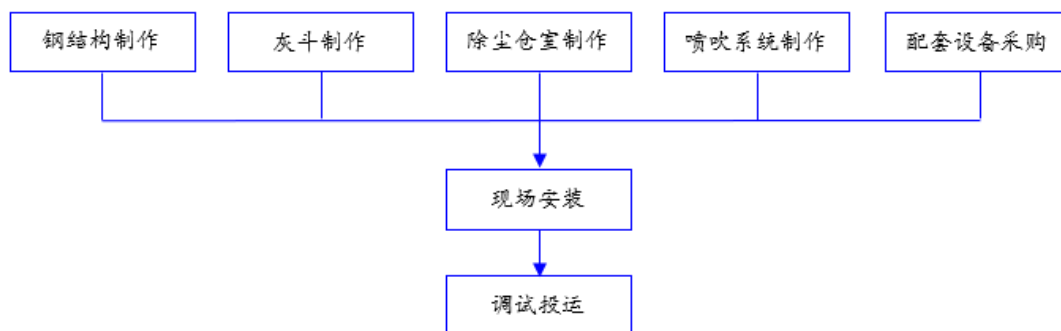 钢结构制作
灰斗制作
除尘仓室制作
喷吹系统制作
配套设备采购
现场安装
调试投运